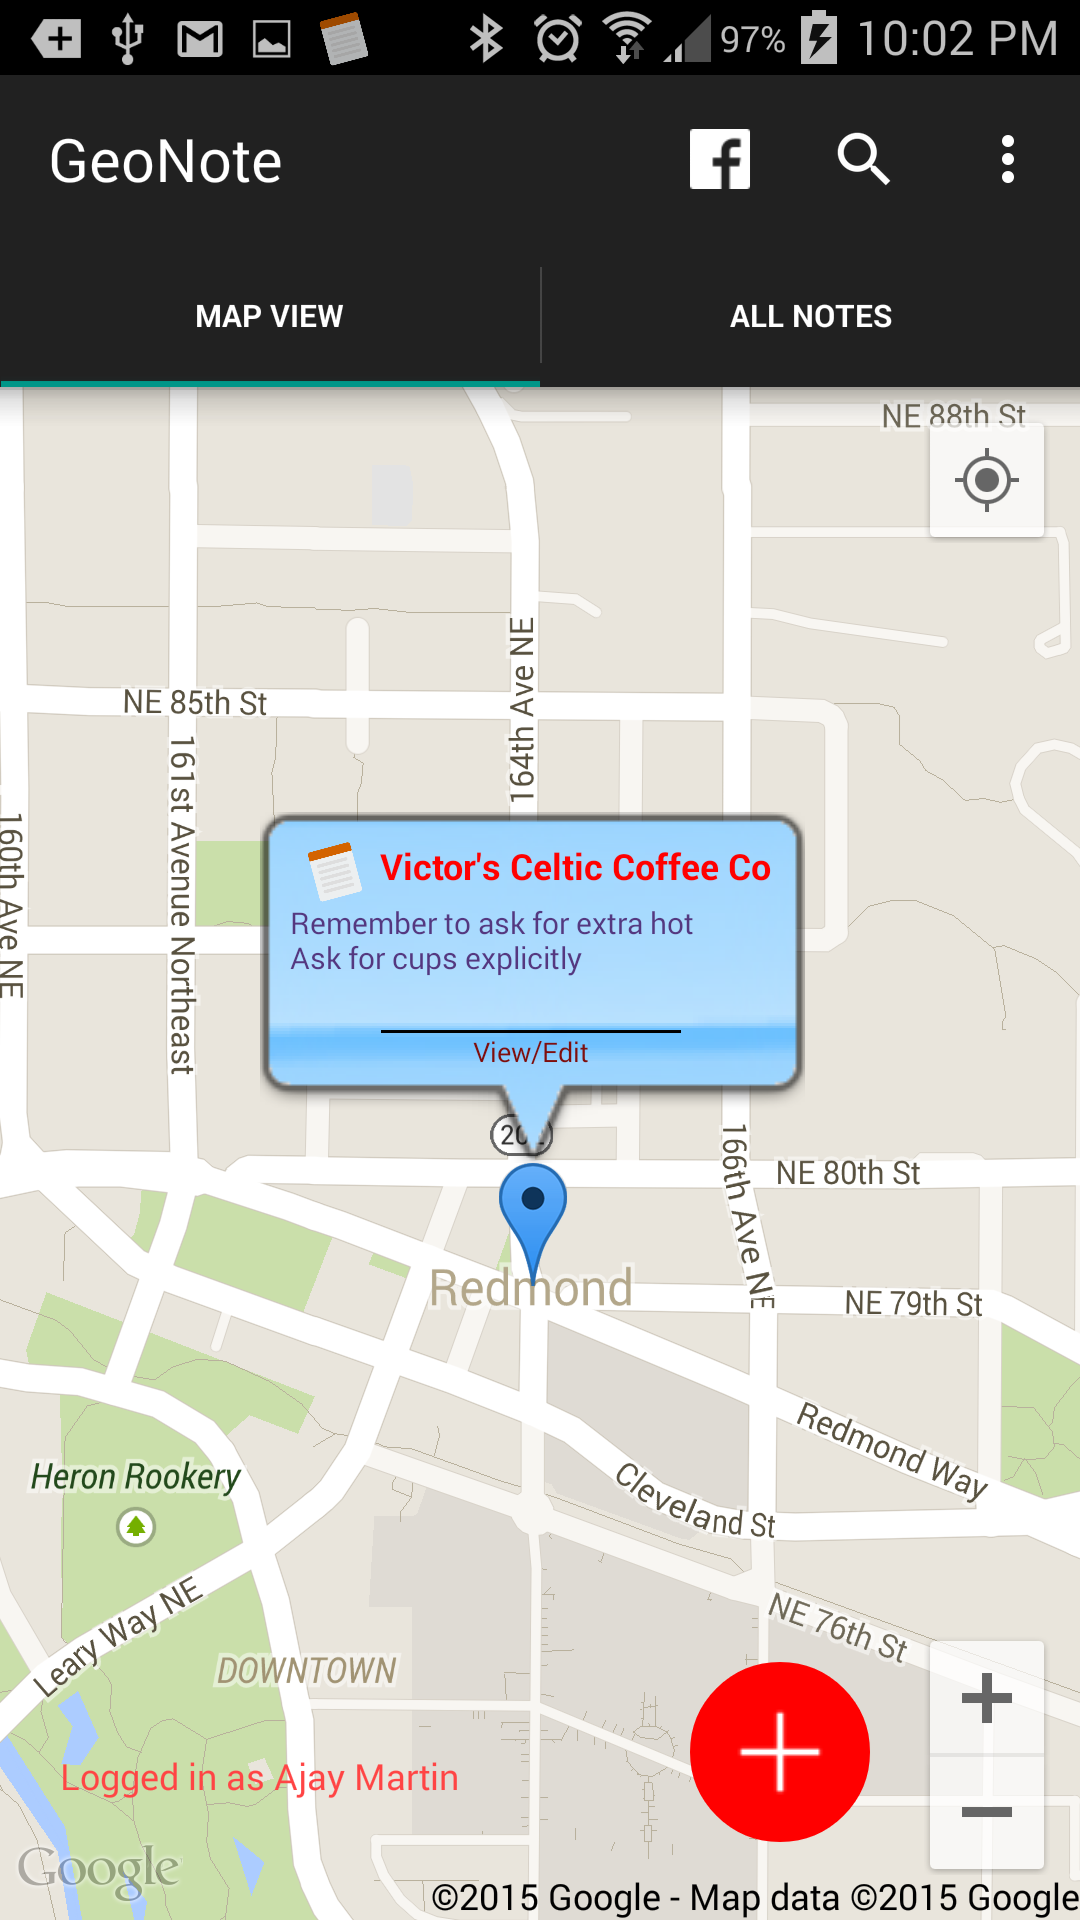 97% 10:02 PM
GeoNote
MAP VIEW
ALL NOTES
NE 88th St
164th Ave NE
NE 85th St
161st Avenue Northeast
160th Ave NE
Victor's Celtic Coffee Co
Remember to ask for extra hot
Ask for cups explicitly
View/Edit
166th Ave NE
NE 80th St
Redmond
NE 79th St
Redmond Way
Heron Rookery
Cleveland St
Leary Way NE
NE 76th St
DOWNTOWN
Logged in as Ajay Martin
Google
©2015 Google - Map data ©2015 Google